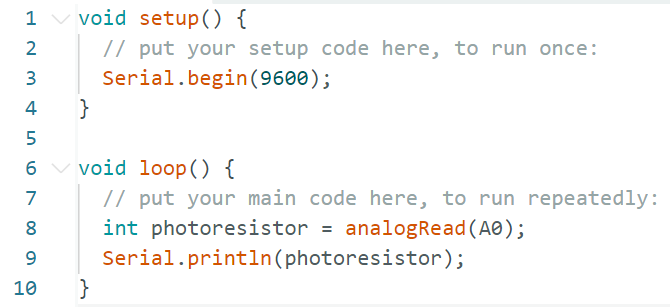 1 void setup() {
2   // put your setup code here, to run once:
3   Serial.begin(9600);
4 }
5
6 void loop() {
7   // put your main code here, to run repeatedly:
8   int photoresistor = analogRead(A0);
9   Serial.println(photoresistor);
10 }